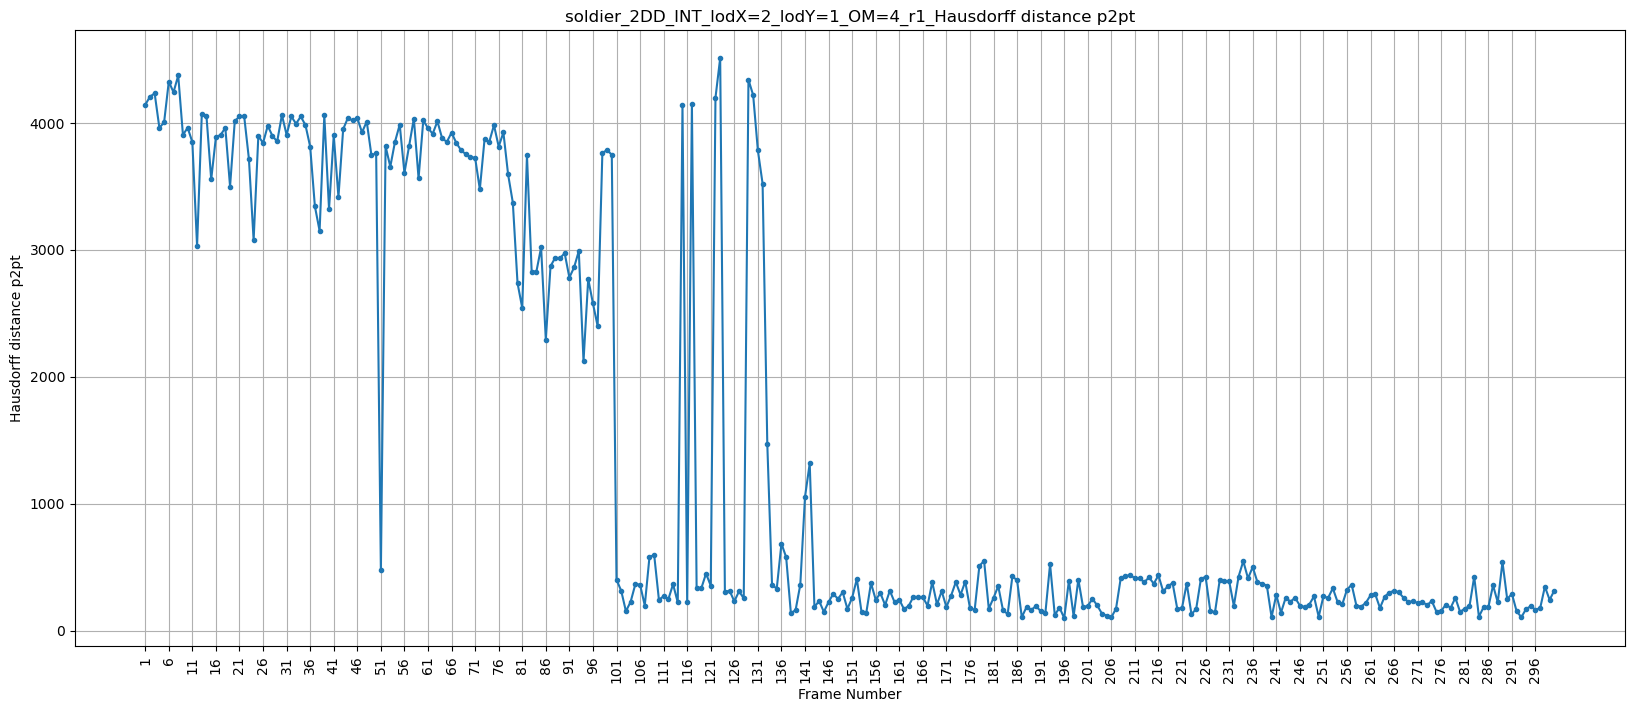 soldier_2DD_INT_lodX=2_lodY=1_OM=4_r1_Hausdorff distance p2pt
Hausdorff distance p2pt
4000
3000
2000
1000
0
1 6 11 16 21 26 31 36 41 46 51 56 61 66 71 76 81 86 91 96 101 106 111 116 121 126 131 136 141 146 151 156 161 166 171 176 181 186 191 196 201 206 211 216 221 226 231 236 241 246 251 256 261 266 271 276 281 286 291 296
Frame Number